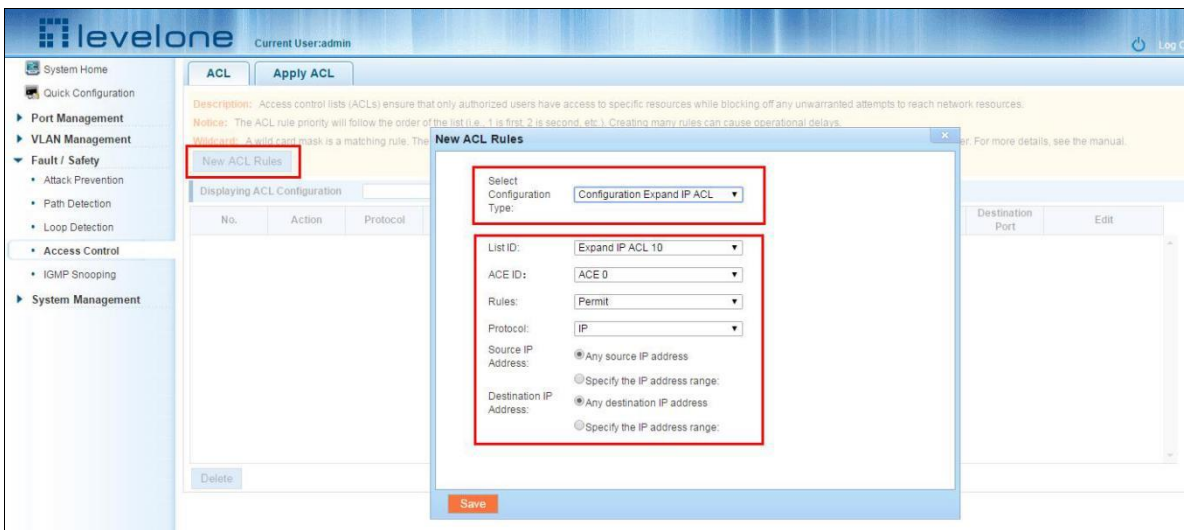 levelone
Current User:admin
Log
System Home
Quick Configuration
Port Management
VLAN Management
Fault / Safety
Attack Prevention
Path Detection
Loop Detection
Access Control
IGMP Snooping
System Management
ACL Apply ACL
Description: Access control lists (ACLs) ensure that only authorized users have access to specific resources while blocking off any unwarranted attempts to reach network resources.
Notice: The ACL rule priority will follow the order of the list (i.e., 1 is first, 2 is second, etc.). Creating many rules can cause operational delays.
Wildcard: A wild card mask is a matching rule. The er. For more details, see the manual.
New ACL Rules
Displaying ACL Configuration
No. Action Protocol Destination Port Edit
Delete
New ACL Rules
Select Configuration Type: Configuration Expand IP ACL
List ID: Expand IP ACL 10
ACE ID: ACE 0
Rules: Permit
Protocol: IP
Source IP Address: Any source IP address
Specify the IP address range:
Destination IP Address: Any destination IP address
Specify the IP address range:
Save